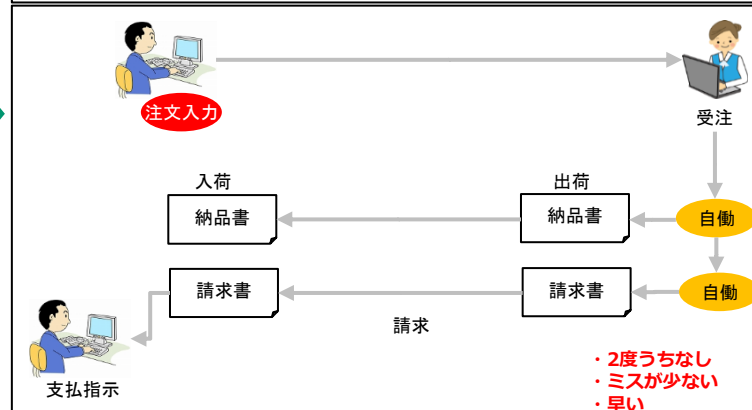 注文入力
受注
入荷
出荷
納品書
納品書
自働
請求書
請求書
自働
請求
支払指示
・2度うちなし
・ミスが少ない
・早い